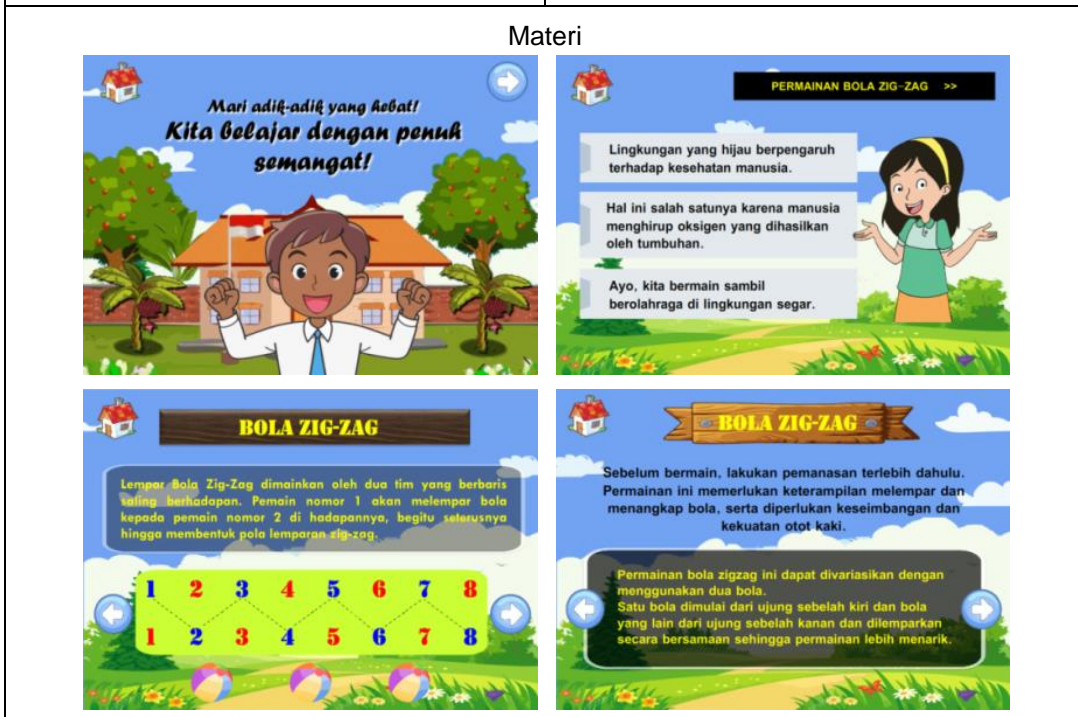 Materi
Mari adik-adik yang hebat!
Kita belajar dengan penuh
semangat!
PERMAINAN BOLA ZIG-ZAG >>
Lingkungan yang hijau berpengaruh
terhadap kesehatan manusia.
Hal ini salah satunya karena manusia
menghirup oksigen yang dihasilkan
oleh tumbuhan.
Ayo, kita bermain sambil
berolahraga di lingkungan segar.
BOLA ZIG-ZAG
Lempar Bola Zig-Zag dimainkan oleh dua tim yang berbaris
saling berhadapan. Pemain nomor 1 akan melempar bola
kepada pemain nomor 2 di hadapannya, begitu seterusnya
hingga membentuk pola lemparan zig-zag.
1 2 3 4 5 6 7 8
1 2 3 4 5 6 7 8
BOLA ZIG-ZAG
Sebelum bermain, lakukan pemanasan terlebih dahulu.
Permainan ini memerlukan keterampilan melempar dan
menangkap bola, serta diperlukan keseimbangan dan
kekuatan otot kaki.
Permainan bola zigzag ini dapat divariasikan dengan
menggunakan dua bola.
Satu bola dimulai dari ujung sebelah kiri dan bola
yang lain dari ujung sebelah kanan dan dilemparkan
secara bersamaan sehingga permainan lebih menarik.